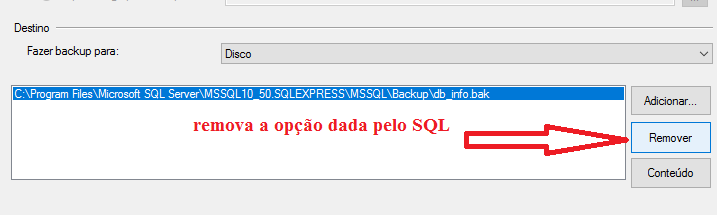 ...
Destino
Fazer backup para:
Disco
C:\Program Files\Microsoft SQL Server\MSSQL10_50.SQLEXPRESS\MSSQL\Backup\db_info.bak
Adicionar...
remova a opção dada pelo SQL
Remover
Conteúdo